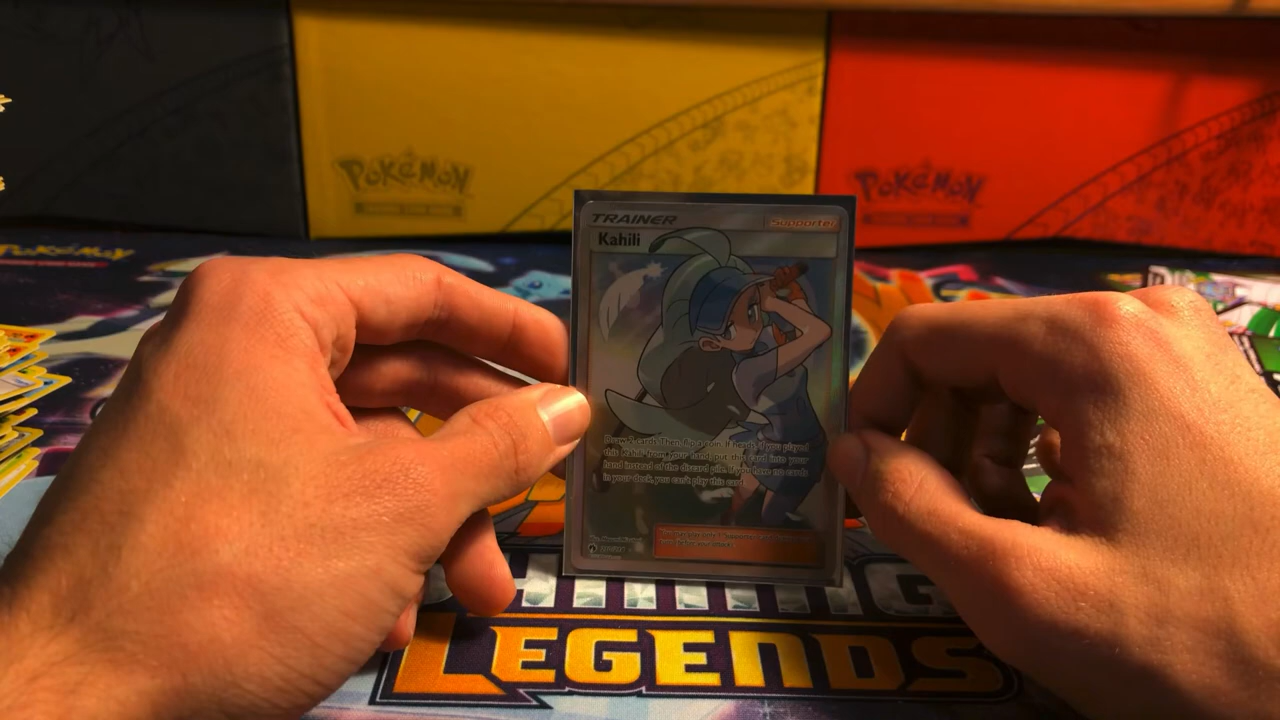 POKÉMON
POKÉMON
POKÉMON
TRAINER
Supporter
Kahili
Draw 2 cards. Then, flip a coin. If heads, if you played
this Kahili from your hand, put this card into your
hand instead of the discard pile. If you have no cards
in your deck, you can't play this card.
LEGENDS